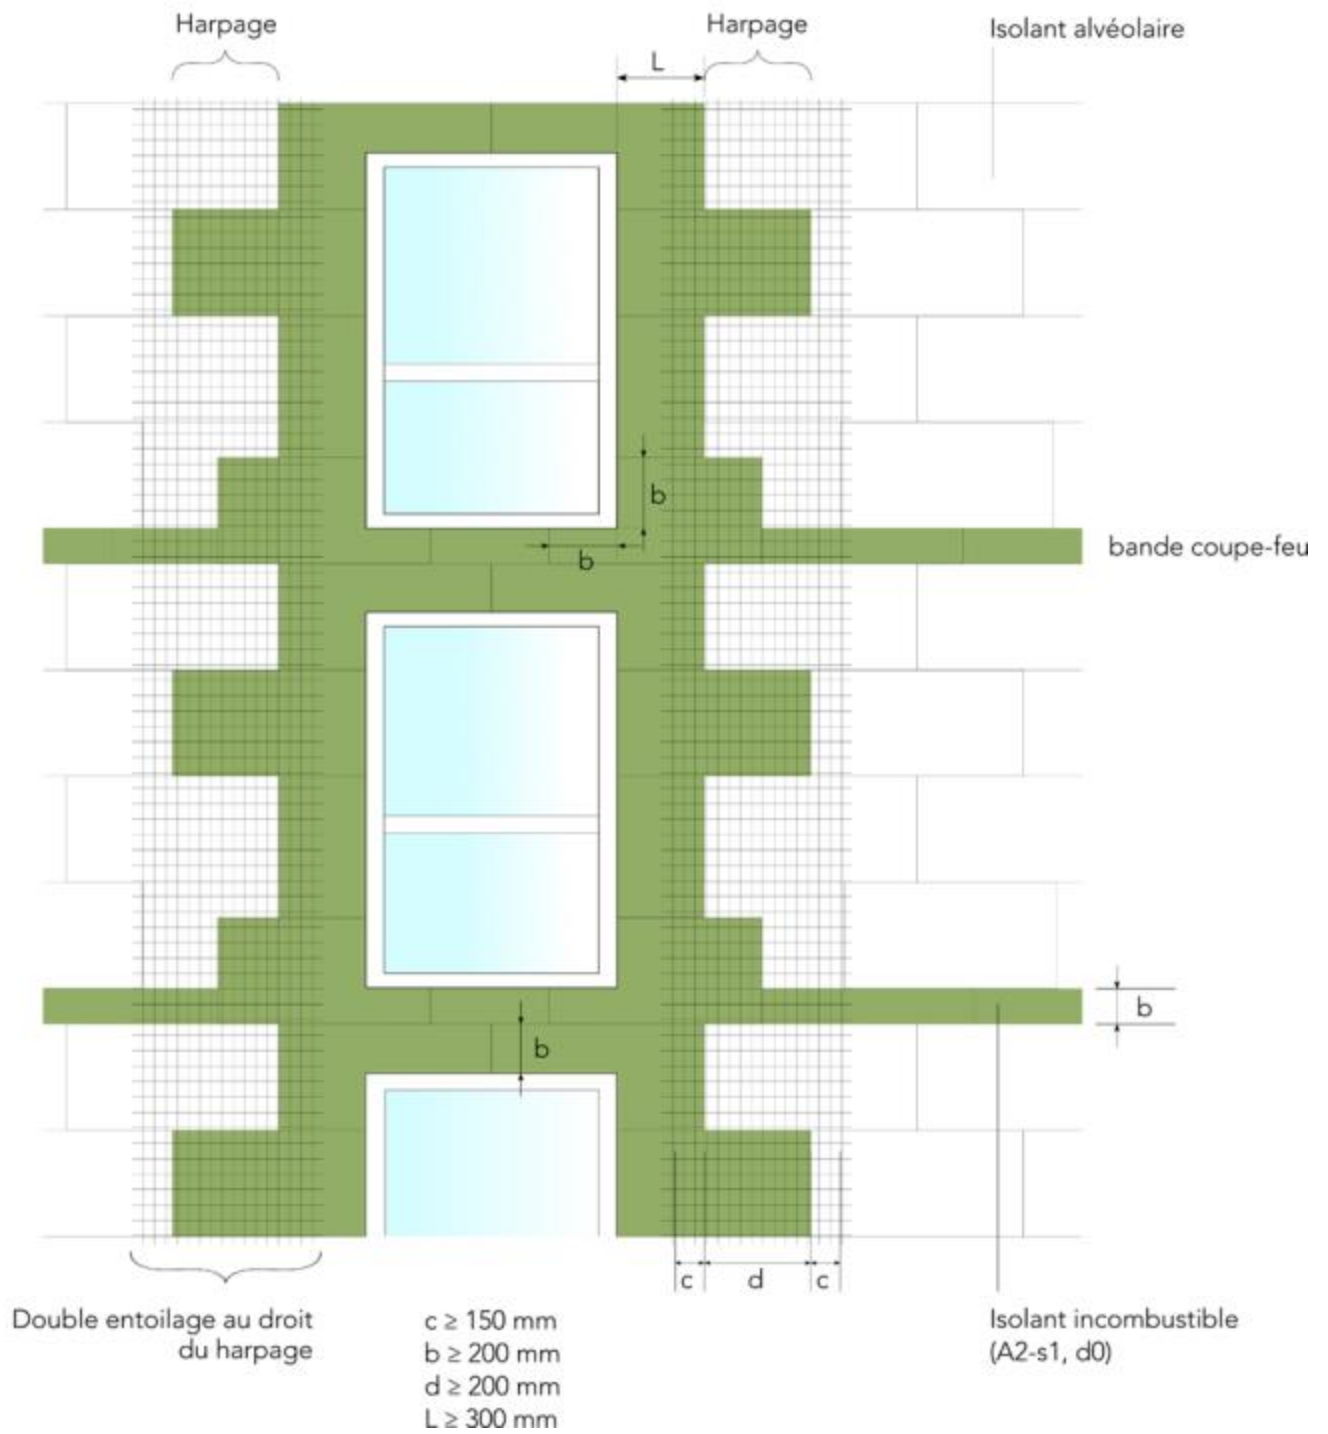 Harpage
Harpage
Isolant alvéolaire
L
b
b
bande coupe-feu
b
b
c
d
c
Double entoilage au droit
du harpage
c ≥ 150 mm
b ≥ 200 mm
d ≥ 200 mm
L ≥ 300 mm
Isolant incombustible
(A2-s1, d0)